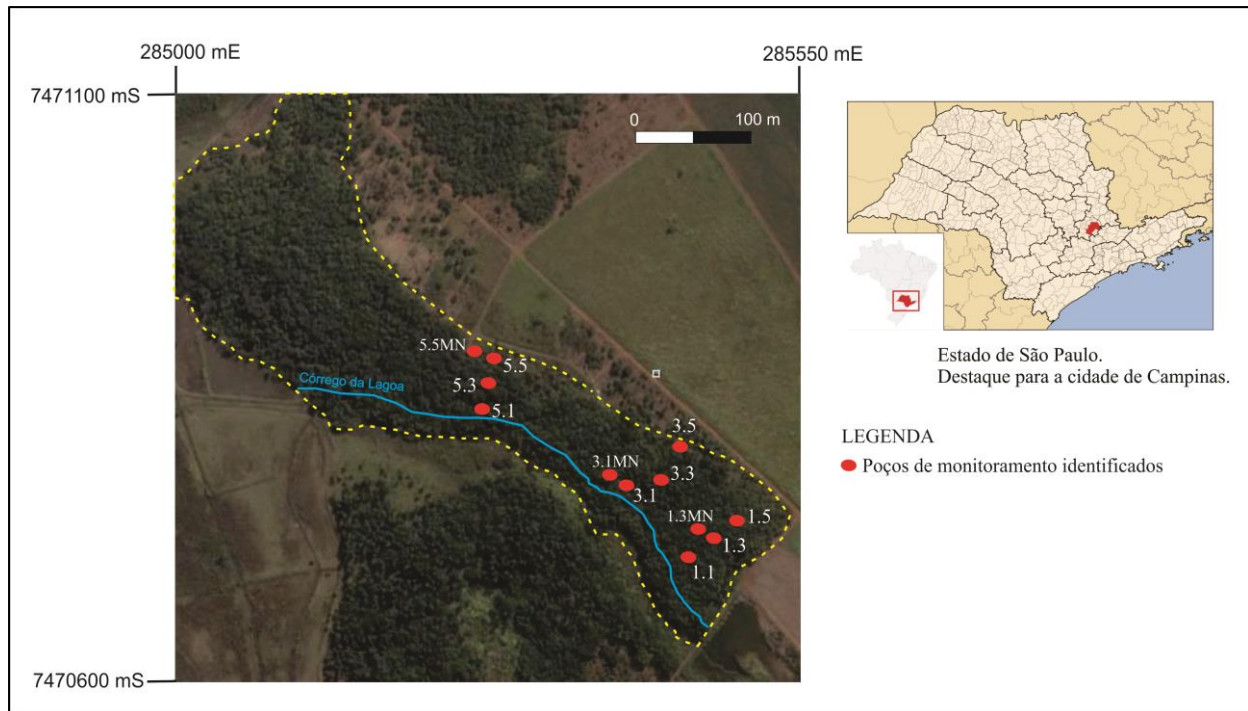 285000 mE
285550 mE
7471100 mS
0
100 m
5.5MN
5.5
5.3
Córrego da Lagoa
5.1
3.5
3.1MN
3.3
3.1
1.3MN
1.5
1.3
1.1
7470600 mS
Estado de São Paulo.
Destaque para a cidade de Campinas.
LEGENDA
Poços de monitoramento identificados